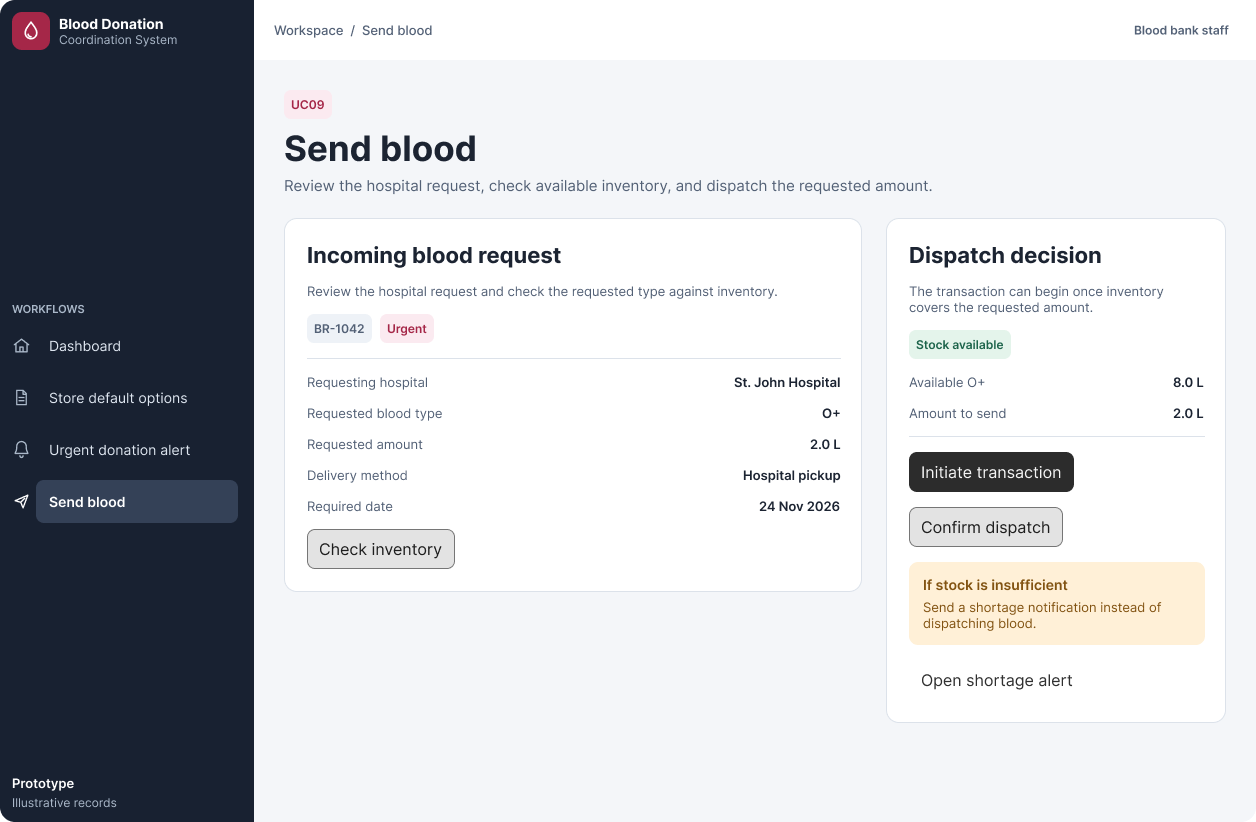 Blood Donation
Coordination System
WORKFLOWS
Dashboard
Store default options
Urgent donation alert
Send blood
Prototype
Illustrative records
Workspace / Send blood
Blood bank staff
UC09
Send blood
Review the hospital request, check available inventory, and dispatch the requested amount.
Incoming blood request
Review the hospital request and check the requested type against inventory.
BR-1042 Urgent
Requesting hospital St. John Hospital
Requested blood type O+
Requested amount 2.0 L
Delivery method Hospital pickup
Required date 24 Nov 2026
Check inventory
Dispatch decision
The transaction can begin once inventory
covers the requested amount.
Stock available
Available O+ 8.0 L
Amount to send 2.0 L
Initiate transaction
Confirm dispatch
If stock is insufficient
Send a shortage notification instead of
dispatching blood.
Open shortage alert